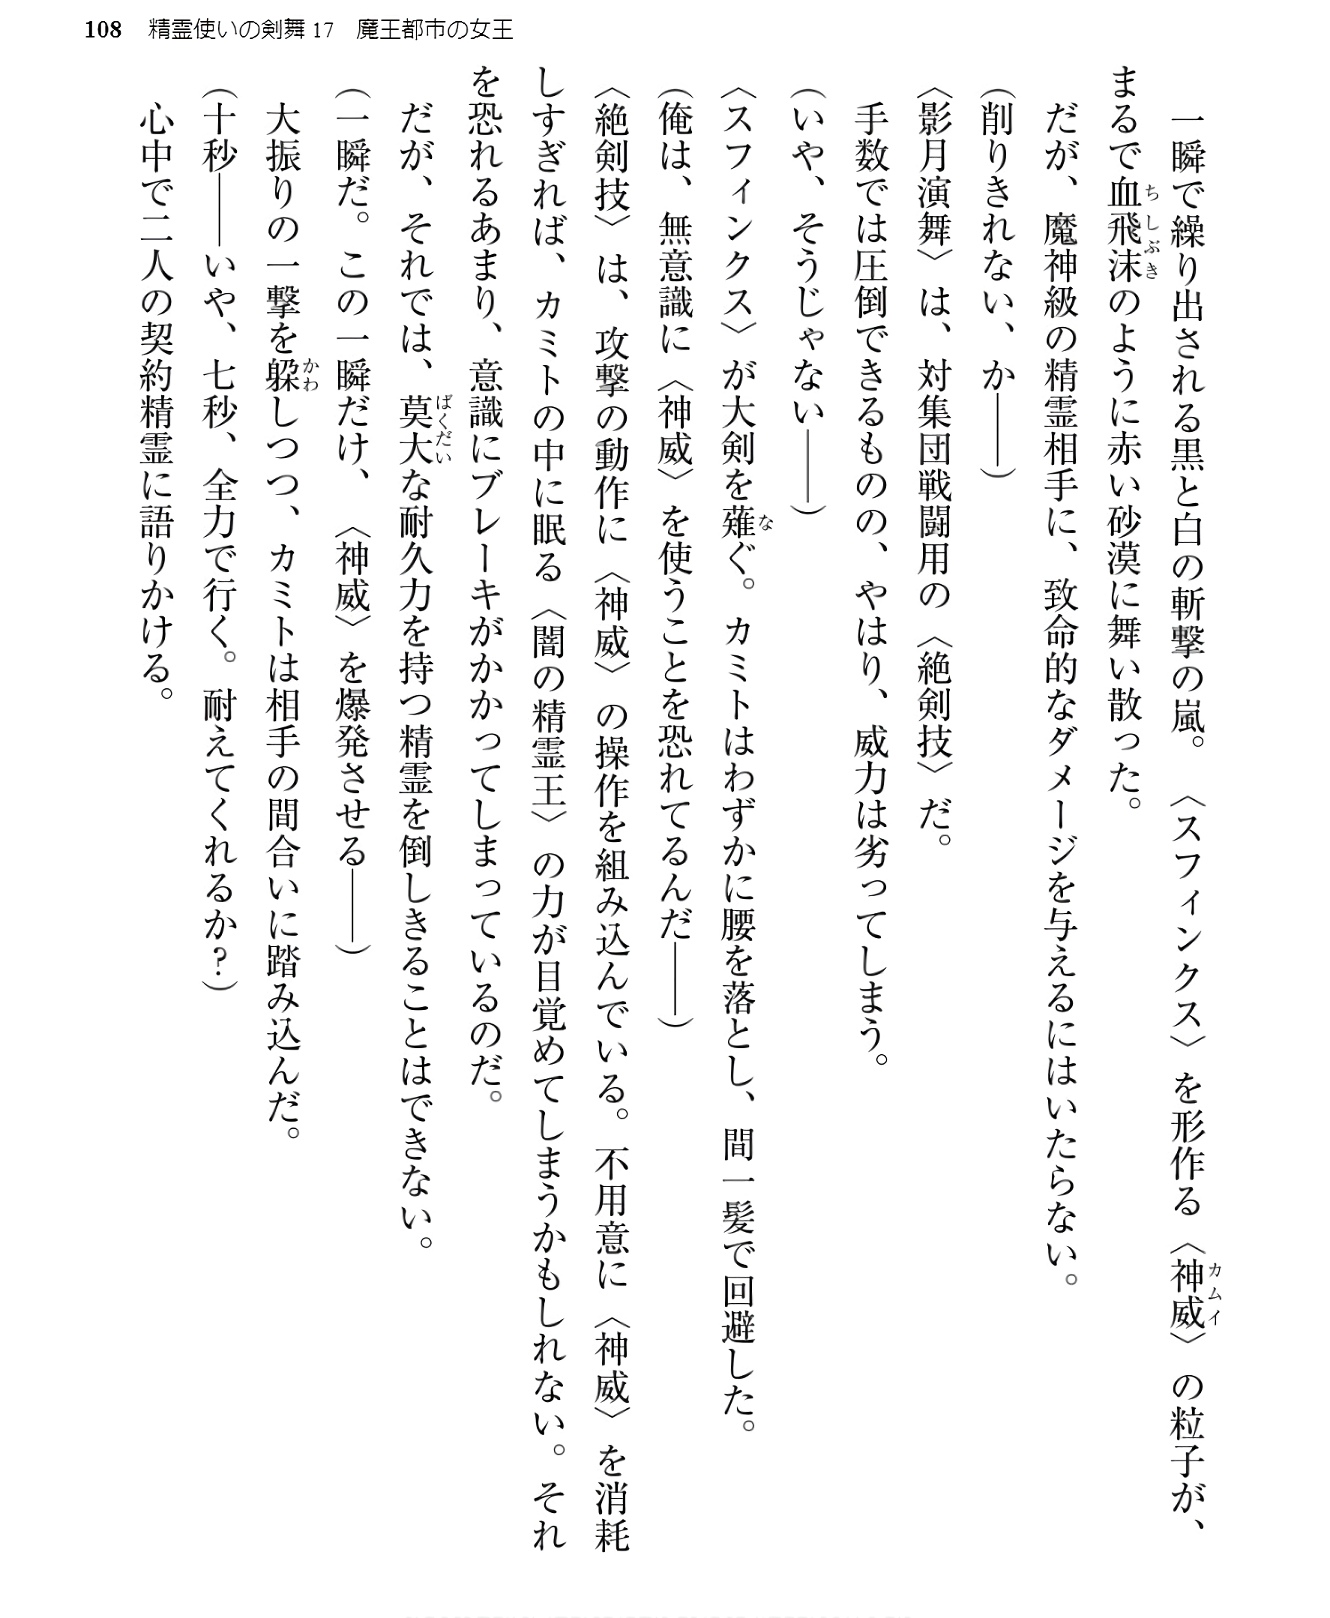 108 精霊使いの剣舞17 魔王都市の女王
一瞬で繰り出される黒と白の斬撃の嵐。〈スフィンクス〉を形作る〈神威〉の粒子が、
カムイ
まるで血飛沫のように赤い砂漠に舞い散った。
ちしぶき
だが、魔神級の精霊相手に、致命的なダメージを与えるにはいたらない。
(削りきれない、か――)
〈影月演舞〉は、対集団戦闘用の〈絶剣技〉だ。
手数では圧倒できるものの、やはり、威力は劣ってしまう。
(いや、そうじゃない――)
〈スフィンクス〉が大剣を薙ぐ。カミトはわずかに腰を落とし、間一髪で回避した。
な
(俺は、無意識に〈神威〉を使うことを恐れてるんだ――)
〈絶剣技〉は、攻撃の動作に〈神威〉の操作を組み込んでいる。不用意に〈神威〉を消耗
しすぎれば、カミトの中に眠る〈闇の精霊王〉の力が目覚めてしまうかもしれない。それ
を恐れるあまり、意識にブレーキがかかってしまっているのだ。
だが、それでは、莫大な耐久力を持つ精霊を倒しきることはできない。
ばくだい
(一瞬だ。この一瞬だけ、〈神威〉を爆発させる――)
大振りの一撃を躱しつつ、カミトは相手の間合いに踏み込んだ。
かわ
(十秒――いや、七秒、全力で行く。耐えてくれるか?)
心中で二人の契約精霊に語りかける。